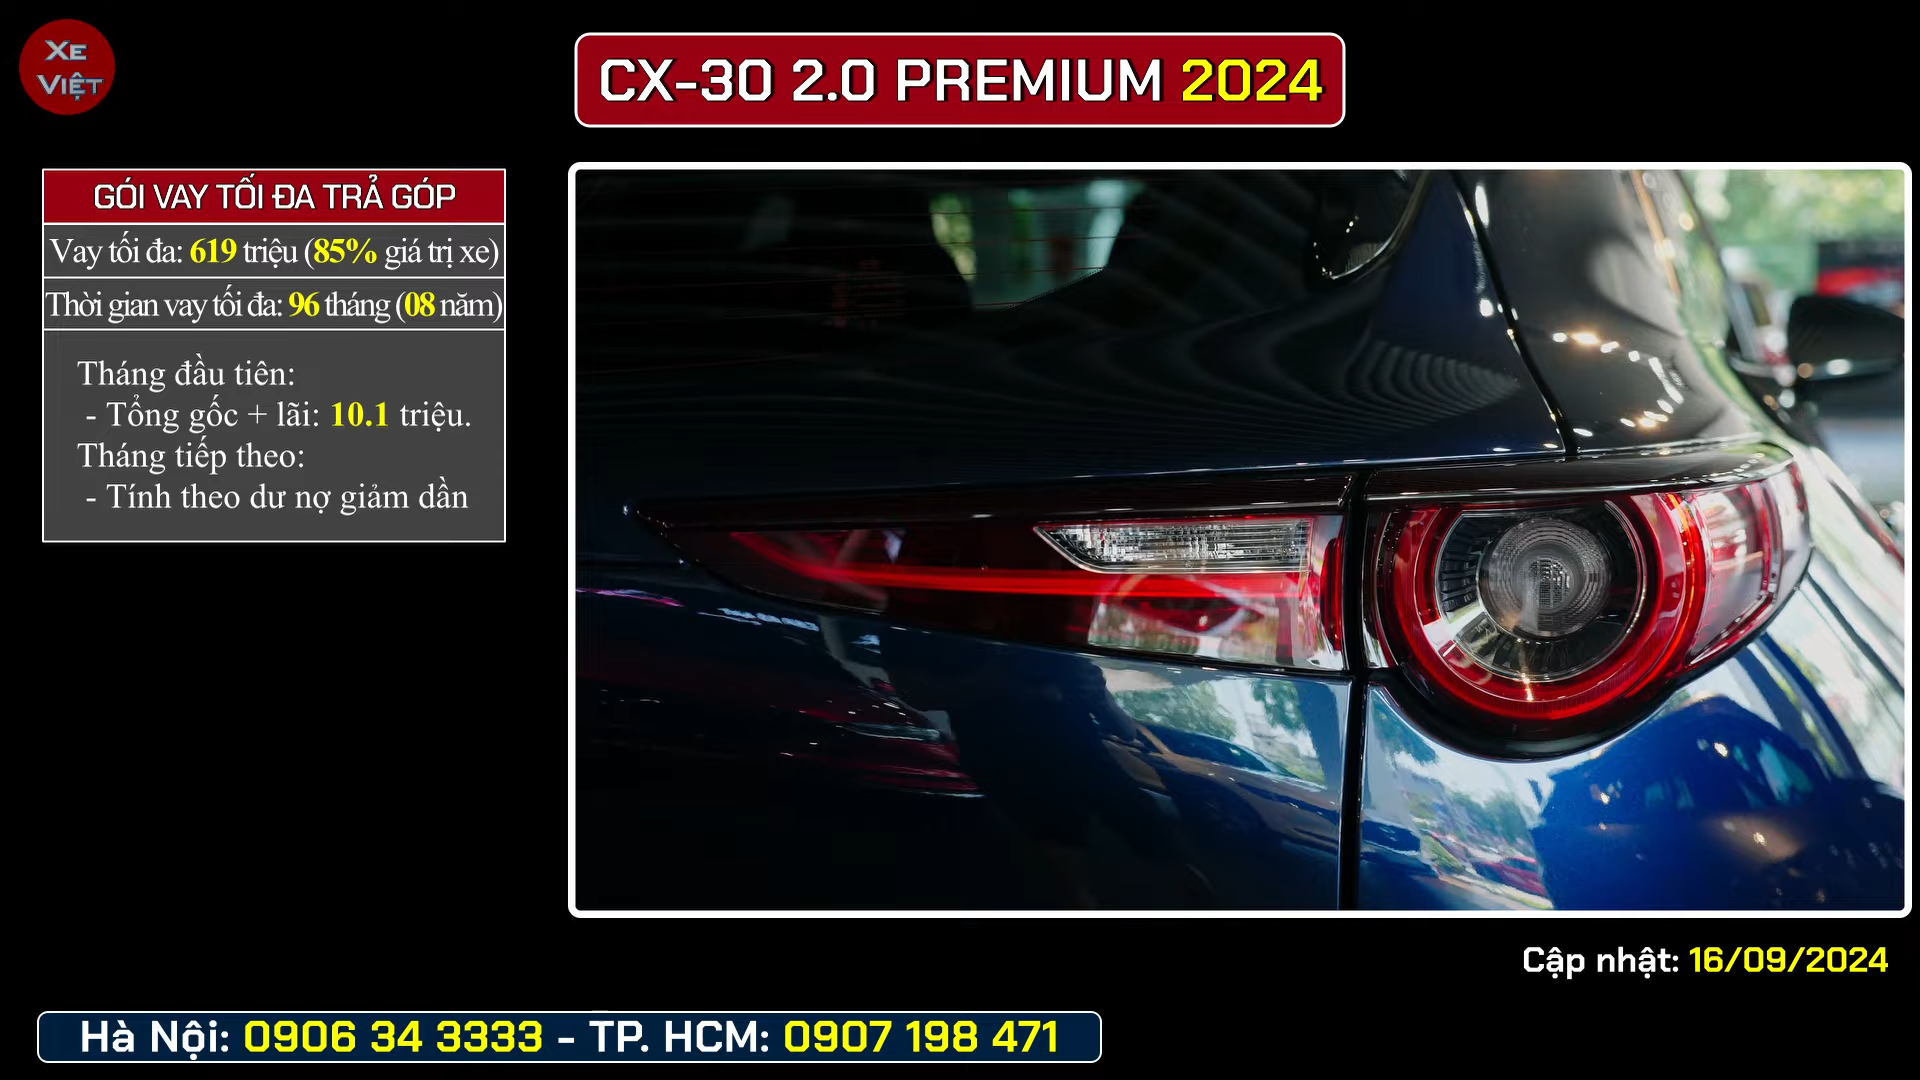 XE
VIỆT
CX-30 2.0 PREMIUM 2024
GÓI VAY TỐI ĐA TRẢ GÓP
Vay tối đa: 619 triệu (85% giá trị xe)
Thời gian vay tối đa: 96 tháng (08 năm)
Tháng đầu tiên:
- Tổng gốc + lãi: 10.1 triệu.
Tháng tiếp theo:
- Tính theo dư nợ giảm dần
Cập nhật: 16/09/2024
Hà Nội: 0906 34 3333 - TP. HCM: 0907 198 471